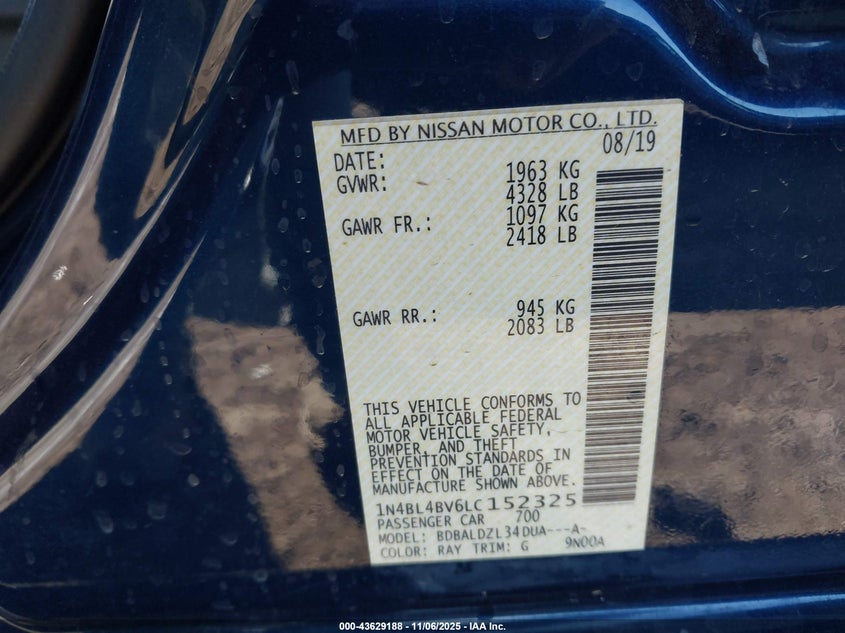 MFD BY NISSAN MOTOR CO., LTD.
DATE: 08/19
GVWR: 1963 KG
4328 LB
GAWR FR.: 1097 KG
2418 LB
GAWR RR.: 945 KG
2083 LB
THIS VEHICLE CONFORMS TO
ALL APPLICABLE FEDERAL
MOTOR VEHICLE SAFETY,
BUMPER, AND THEFT
PREVENTION STANDARDS IN
EFFECT ON THE DATE OF
MANUFACTURE SHOWN ABOVE.
1N4BL4BV6LC152325
PASSENGER CAR 700
MODEL: BDBALDZL34DUA---A-
COLOR: RAY TRIM: G 9N00A
000-43629188 - 11/06/2025 - IAA Inc.